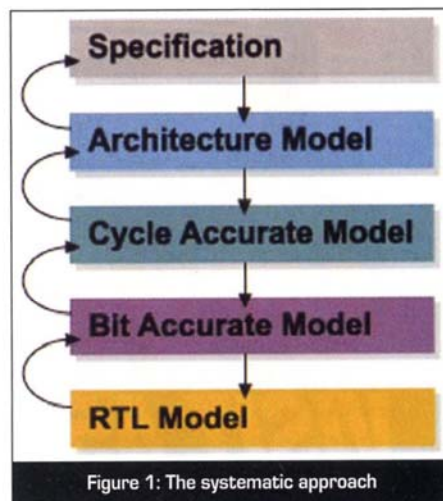 Specification
Architecture Model
Cycle Accurate Model
Bit Accurate Model
RTL Model
Figure 1: The systematic approach